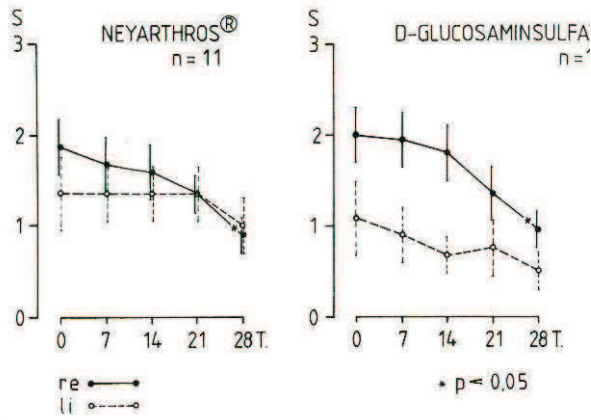 S
NEYARTHROS®
n = 11
3
2
1
0
0 7 14 21 28 T.
re
li
S
D-GLUCOSAMINSULFA
n=1
3
2
1
0
0 7 14 21 28 T.
* p < 0,05